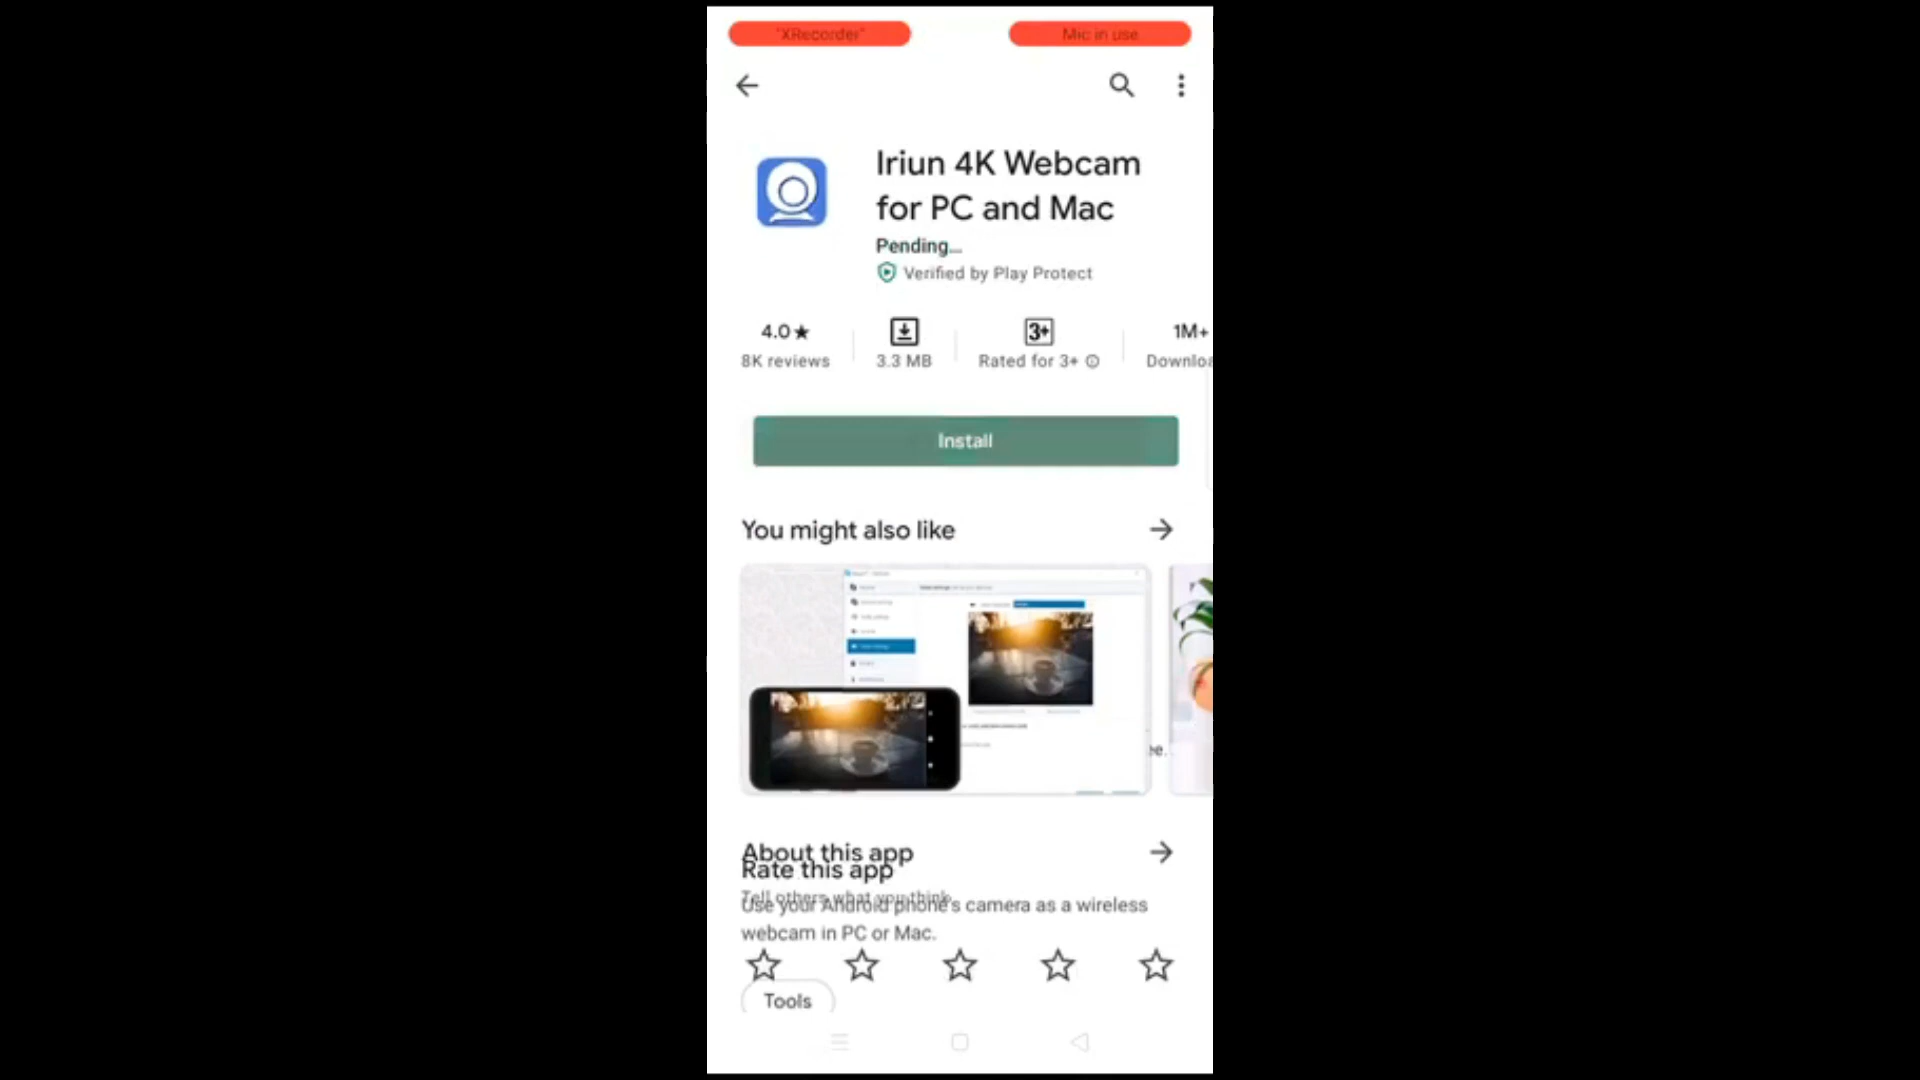 "XRecorder" Mic in use
Iriun 4K Webcam
for PC and Mac
Pending...
Verified by Play Protect
4.0★ 3+ 1M+
8K reviews 3.3 MB Rated for 3+ Downloa
Install
You might also like
ee.
About this app
Rate this app
Tell others what you think.
Use your Android phone's camera as a wireless
webcam in PC or Mac.
Tools